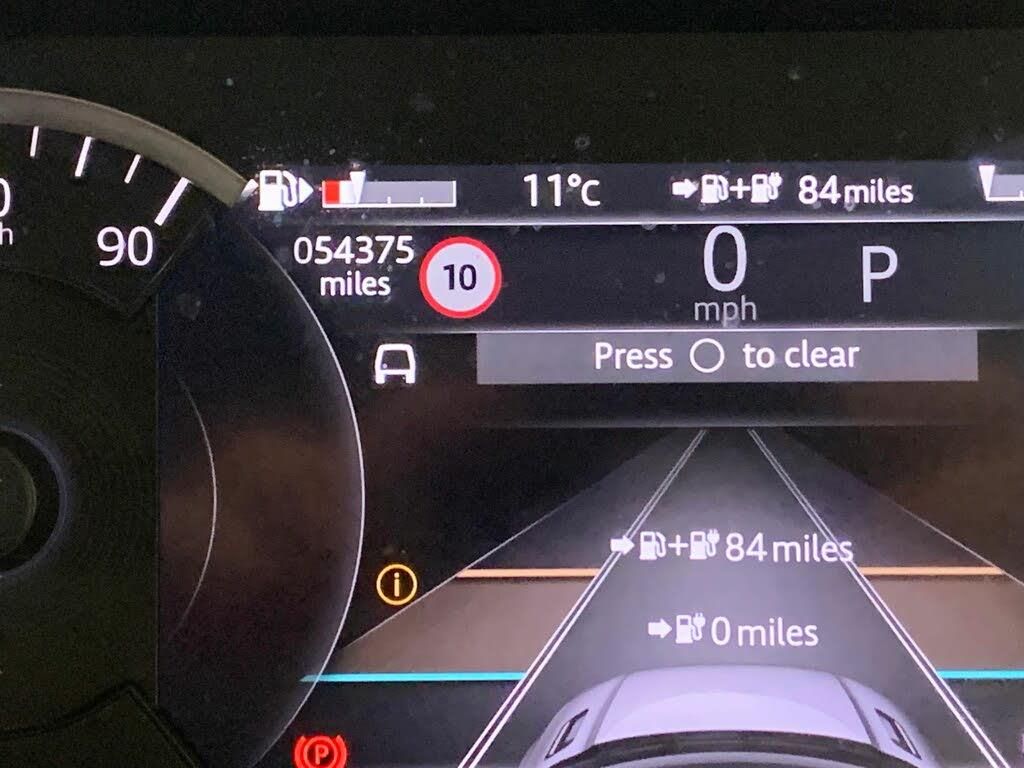 11°C
84 miles
90
054375
miles
10
0
mph
P
Press to clear
84 miles
i
0 miles
P